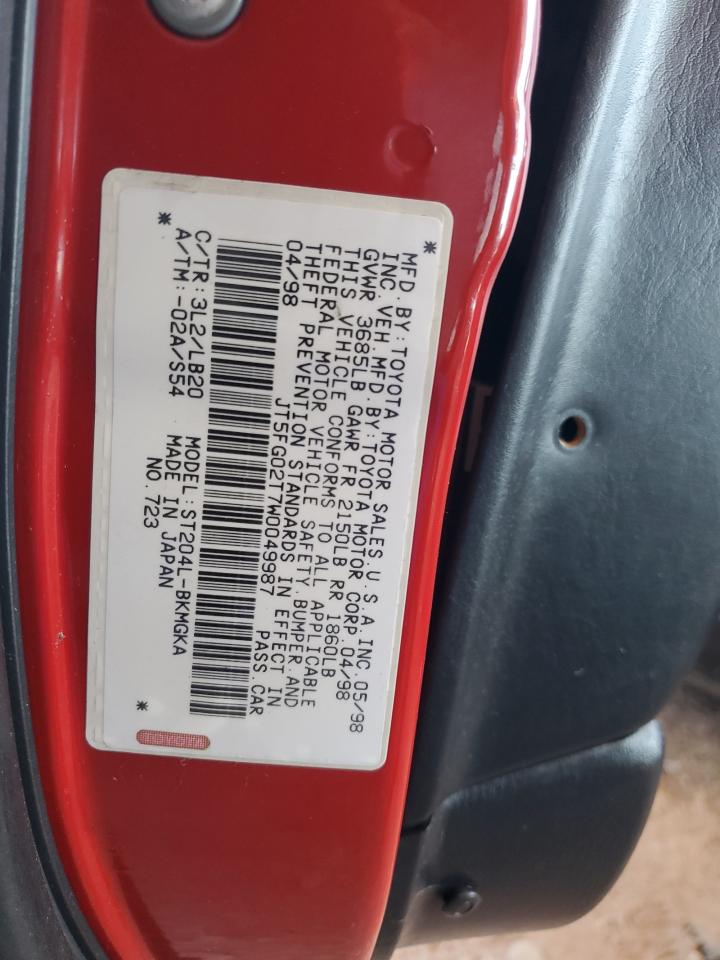 *
MFD.BY:TOYOTA MOTOR SALES.U.S.A.INC.05/98
INC.VEH.MFD.BY:TOYOTA MOTOR CORP.04/98
GVWR 3685LB GAWR FR 2150LB RR 1860LB
THIS VEHICLE CONFORMS TO ALL APPLICABLE
FEDERAL MOTOR VEHICLE SAFETY.BUMPER.AND
THEFT PREVENTION STANDARDS IN EFFECT IN
04/98 JT5FG02T7W0049987 PASS.CAR
C/TR:3L2/LB20 MODEL:ST204L-BKMGKA
A/TM:-02A/S54 MADE IN JAPAN
* NO.723 *